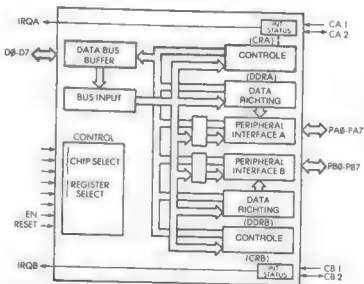 IRQA
INT STATUS
CA 1
CA 2
(CRA)
DØ-D7
DATA BUS
BUFFER
CONTROLE
(DDRA)
BUS INPUT
DATA
RICHTING
PERIPHERAL
INTERFACE A
PAØ-PA7
CONTROL
CHIP SELECT
REGISTER
SELECT
PERIPHERAL
INTERFACE B
PBØ-PB7
DATA
RICHTING
(DDRB)
EN
RESET
CONTROLE
(CRB)
IRQB
INT
STATUS
CB 1
CB 2